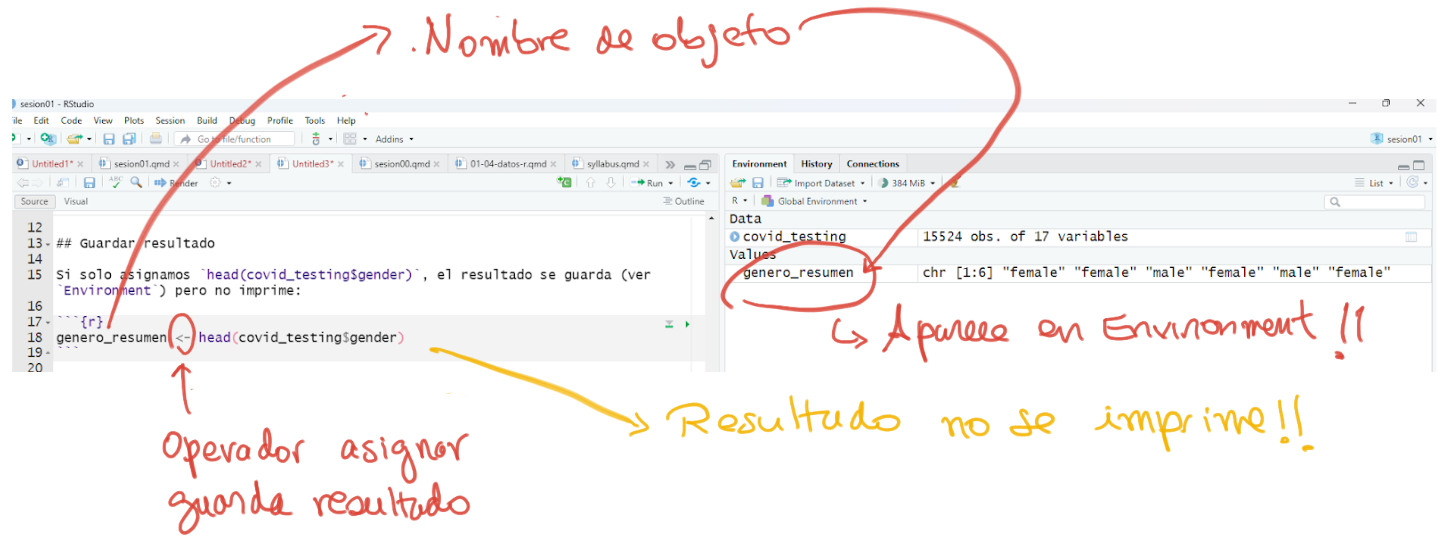 .Nombre de objeto
sesion01 - RStudio
ile Edit Code View Plots Session Build Debug Profile Tools Help
Go to file/function Addins
sesion01
Untitled1* sesion01.qmd Untitled2* Untitled3* sesion00.qmd 01-04-datos-r.qmd syllabus.qmd
Render Run
Source Visual Outline
12
13 ## Guardar resultado
14
15 Si solo asignamos `head(covid_testing$gender)`, el resultado se guarda (ver
`Environment`) pero no imprime:
16
17 ```{r}
18 genero_resumen <- head(covid_testing$gender)
19 ```
20
Environment History Connections
Import Dataset 384 MiB List
R Global Environment
Data
covid_testing 15524 obs. of 17 variables
Values
genero_resumen chr [1:6] "female" "female" "male" "female" "male" "female"
Aparece en Environment !!
Resultado no se imprime!!
Operador asignar
guarda resultado